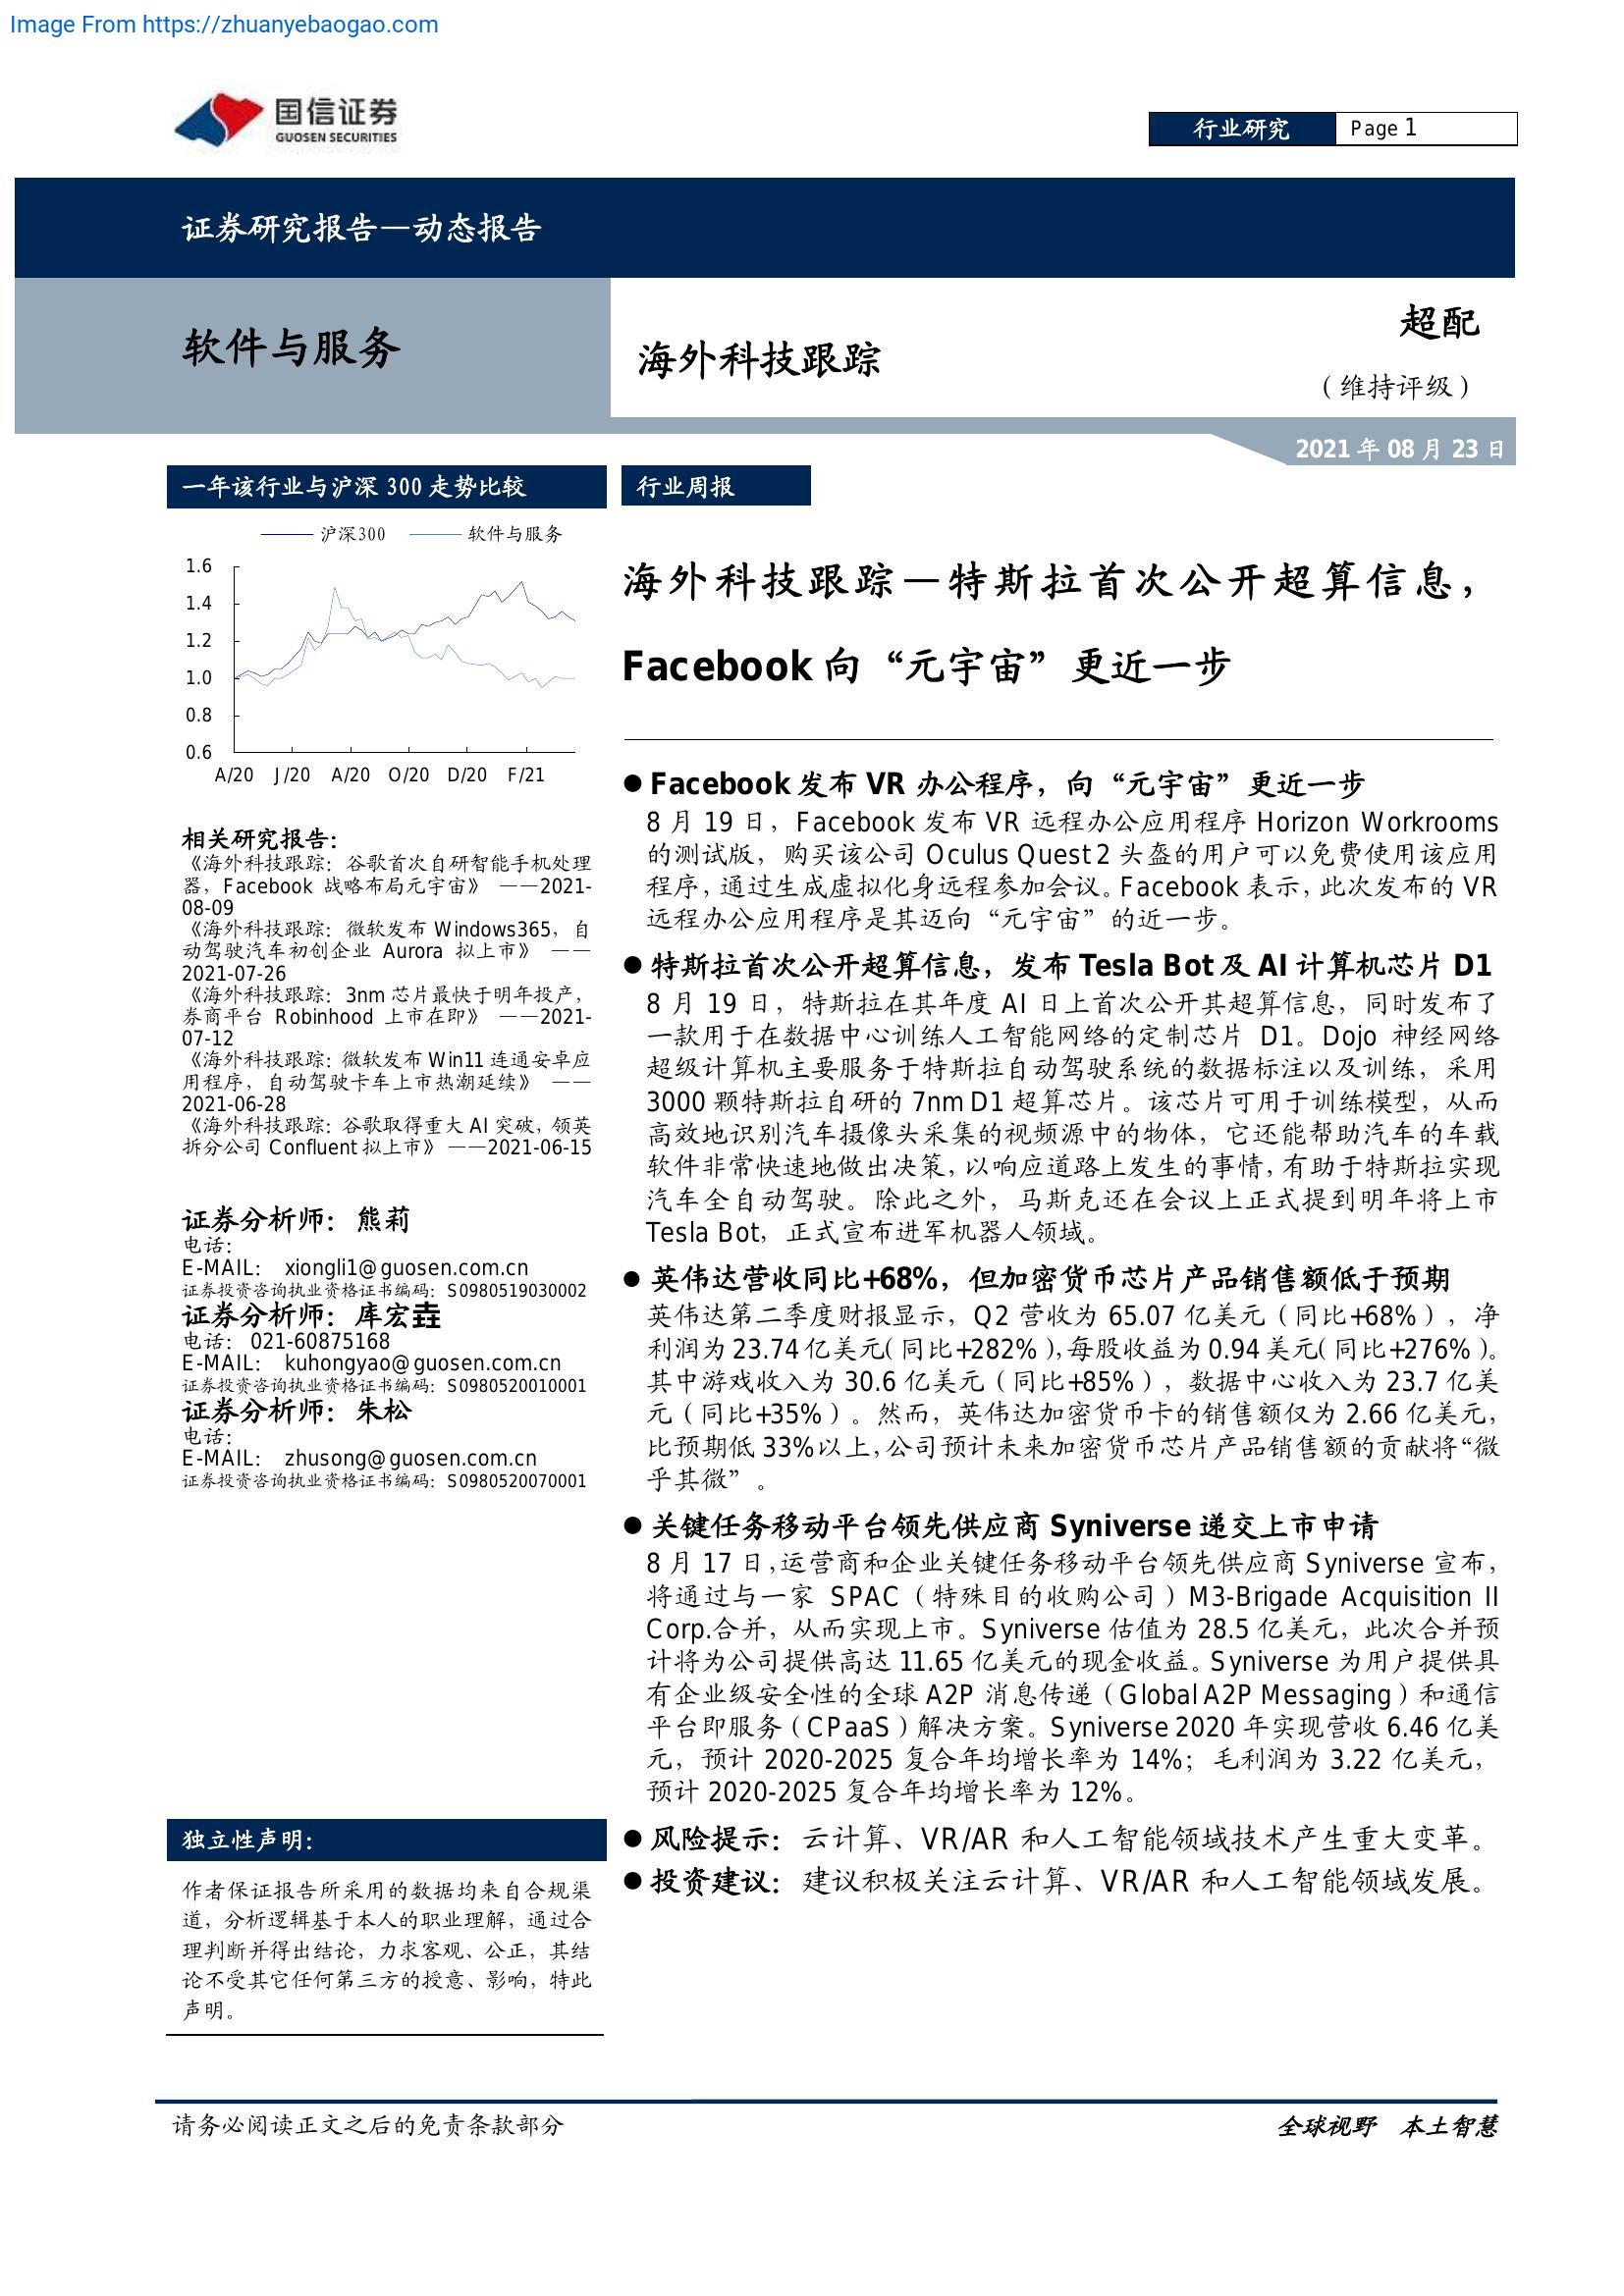 Image From https://zhuanyebaogao.com
国信证券
GUOSEN SECURITIES
行业研究
Page 1
证券研究报告—动态报告
软件与服务
海外科技跟踪
超配
（维持评级）
2021 年 08 月 23 日
一年该行业与沪深 300 走势比较
沪深300 软件与服务
1.6
1.4
1.2
1.0
0.8
0.6
A/20 J/20 A/20 O/20 D/20 F/21
相关研究报告：
《海外科技跟踪：谷歌首次自研智能手机处理
器，Facebook 战略布局元宇宙》 ——2021-
08-09
《海外科技跟踪：微软发布 Windows365，自
动驾驶汽车初创企业 Aurora 拟上市》 ——
2021-07-26
《海外科技跟踪：3nm 芯片最快于明年投产，
券商平台 Robinhood 上市在即》 ——2021-
07-12
《海外科技跟踪：微软发布 Win11 连通安卓应
用程序，自动驾驶卡车上市热潮延续》 ——
2021-06-28
《海外科技跟踪：谷歌取得重大 AI 突破，领英
拆分公司 Confluent 拟上市》 ——2021-06-15
证券分析师：熊莉
电话：
E-MAIL： xiongli1@guosen.com.cn
证券投资咨询执业资格证书编码：S0980519030002
证券分析师：库宏垚
电话： 021-60875168
E-MAIL： kuhongyao@guosen.com.cn
证券投资咨询执业资格证书编码：S0980520010001
证券分析师：朱松
电话：
E-MAIL： zhusong@guosen.com.cn
证券投资咨询执业资格证书编码：S0980520070001
独立性声明：
作者保证报告所采用的数据均来自合规渠
道，分析逻辑基于本人的职业理解，通过合
理判断并得出结论，力求客观、公正，其结
论不受其它任何第三方的授意、影响，特此
声明。
行业周报
海外科技跟踪—特斯拉首次公开超算信息，
Facebook 向“元宇宙”更近一步
● Facebook 发布 VR 办公程序，向“元宇宙”更近一步
8 月 19 日，Facebook 发布 VR 远程办公应用程序 Horizon Workrooms
的测试版，购买该公司 Oculus Quest 2 头盔的用户可以免费使用该应用
程序，通过生成虚拟化身远程参加会议。Facebook 表示，此次发布的 VR
远程办公应用程序是其迈向“元宇宙”的近一步。
● 特斯拉首次公开超算信息，发布 Tesla Bot 及 AI 计算机芯片 D1
8 月 19 日，特斯拉在其年度 AI 日上首次公开其超算信息，同时发布了
一款用于在数据中心训练人工智能网络的定制芯片 D1。Dojo 神经网络
超级计算机主要服务于特斯拉自动驾驶系统的数据标注以及训练，采用
3000 颗特斯拉自研的 7nm D1 超算芯片。该芯片可用于训练模型，从而
高效地识别汽车摄像头采集的视频源中的物体，它还能帮助汽车的车载
软件非常快速地做出决策，以响应道路上发生的事情，有助于特斯拉实现
汽车全自动驾驶。除此之外，马斯克还在会议上正式提到明年将上市
Tesla Bot，正式宣布进军机器人领域。
● 英伟达营收同比+68%，但加密货币芯片产品销售额低于预期
英伟达第二季度财报显示，Q2 营收为 65.07 亿美元（同比+68%），净
利润为 23.74 亿美元（同比+282%），每股收益为 0.94 美元（同比+276%）。
其中游戏收入为 30.6 亿美元（同比+85%），数据中心收入为 23.7 亿美
元（同比+35%）。然而，英伟达加密货币卡的销售额仅为 2.66 亿美元，
比预期低 33%以上，公司预计未来加密货币芯片产品销售额的贡献将“微
乎其微”。
● 关键任务移动平台领先供应商 Syniverse 递交上市申请
8 月 17 日，运营商和企业关键任务移动平台领先供应商 Syniverse 宣布，
将通过与一家 SPAC（特殊目的收购公司）M3-Brigade Acquisition II
Corp.合并，从而实现上市。Syniverse 估值为 28.5 亿美元，此次合并预
计将为公司提供高达 11.65 亿美元的现金收益。Syniverse 为用户提供具
有企业级安全性的全球 A2P 消息传递（Global A2P Messaging）和通信
平台即服务（CPaaS）解决方案。Syniverse 2020 年实现营收 6.46 亿美
元，预计 2020-2025 复合年均增长率为 14%；毛利润为 3.22 亿美元，
预计 2020-2025 复合年均增长率为 12%。
● 风险提示：云计算、VR/AR 和人工智能领域技术产生重大变革。
● 投资建议：建议积极关注云计算、VR/AR 和人工智能领域发展。
请务必阅读正文之后的免责条款部分
全球视野 本土智慧